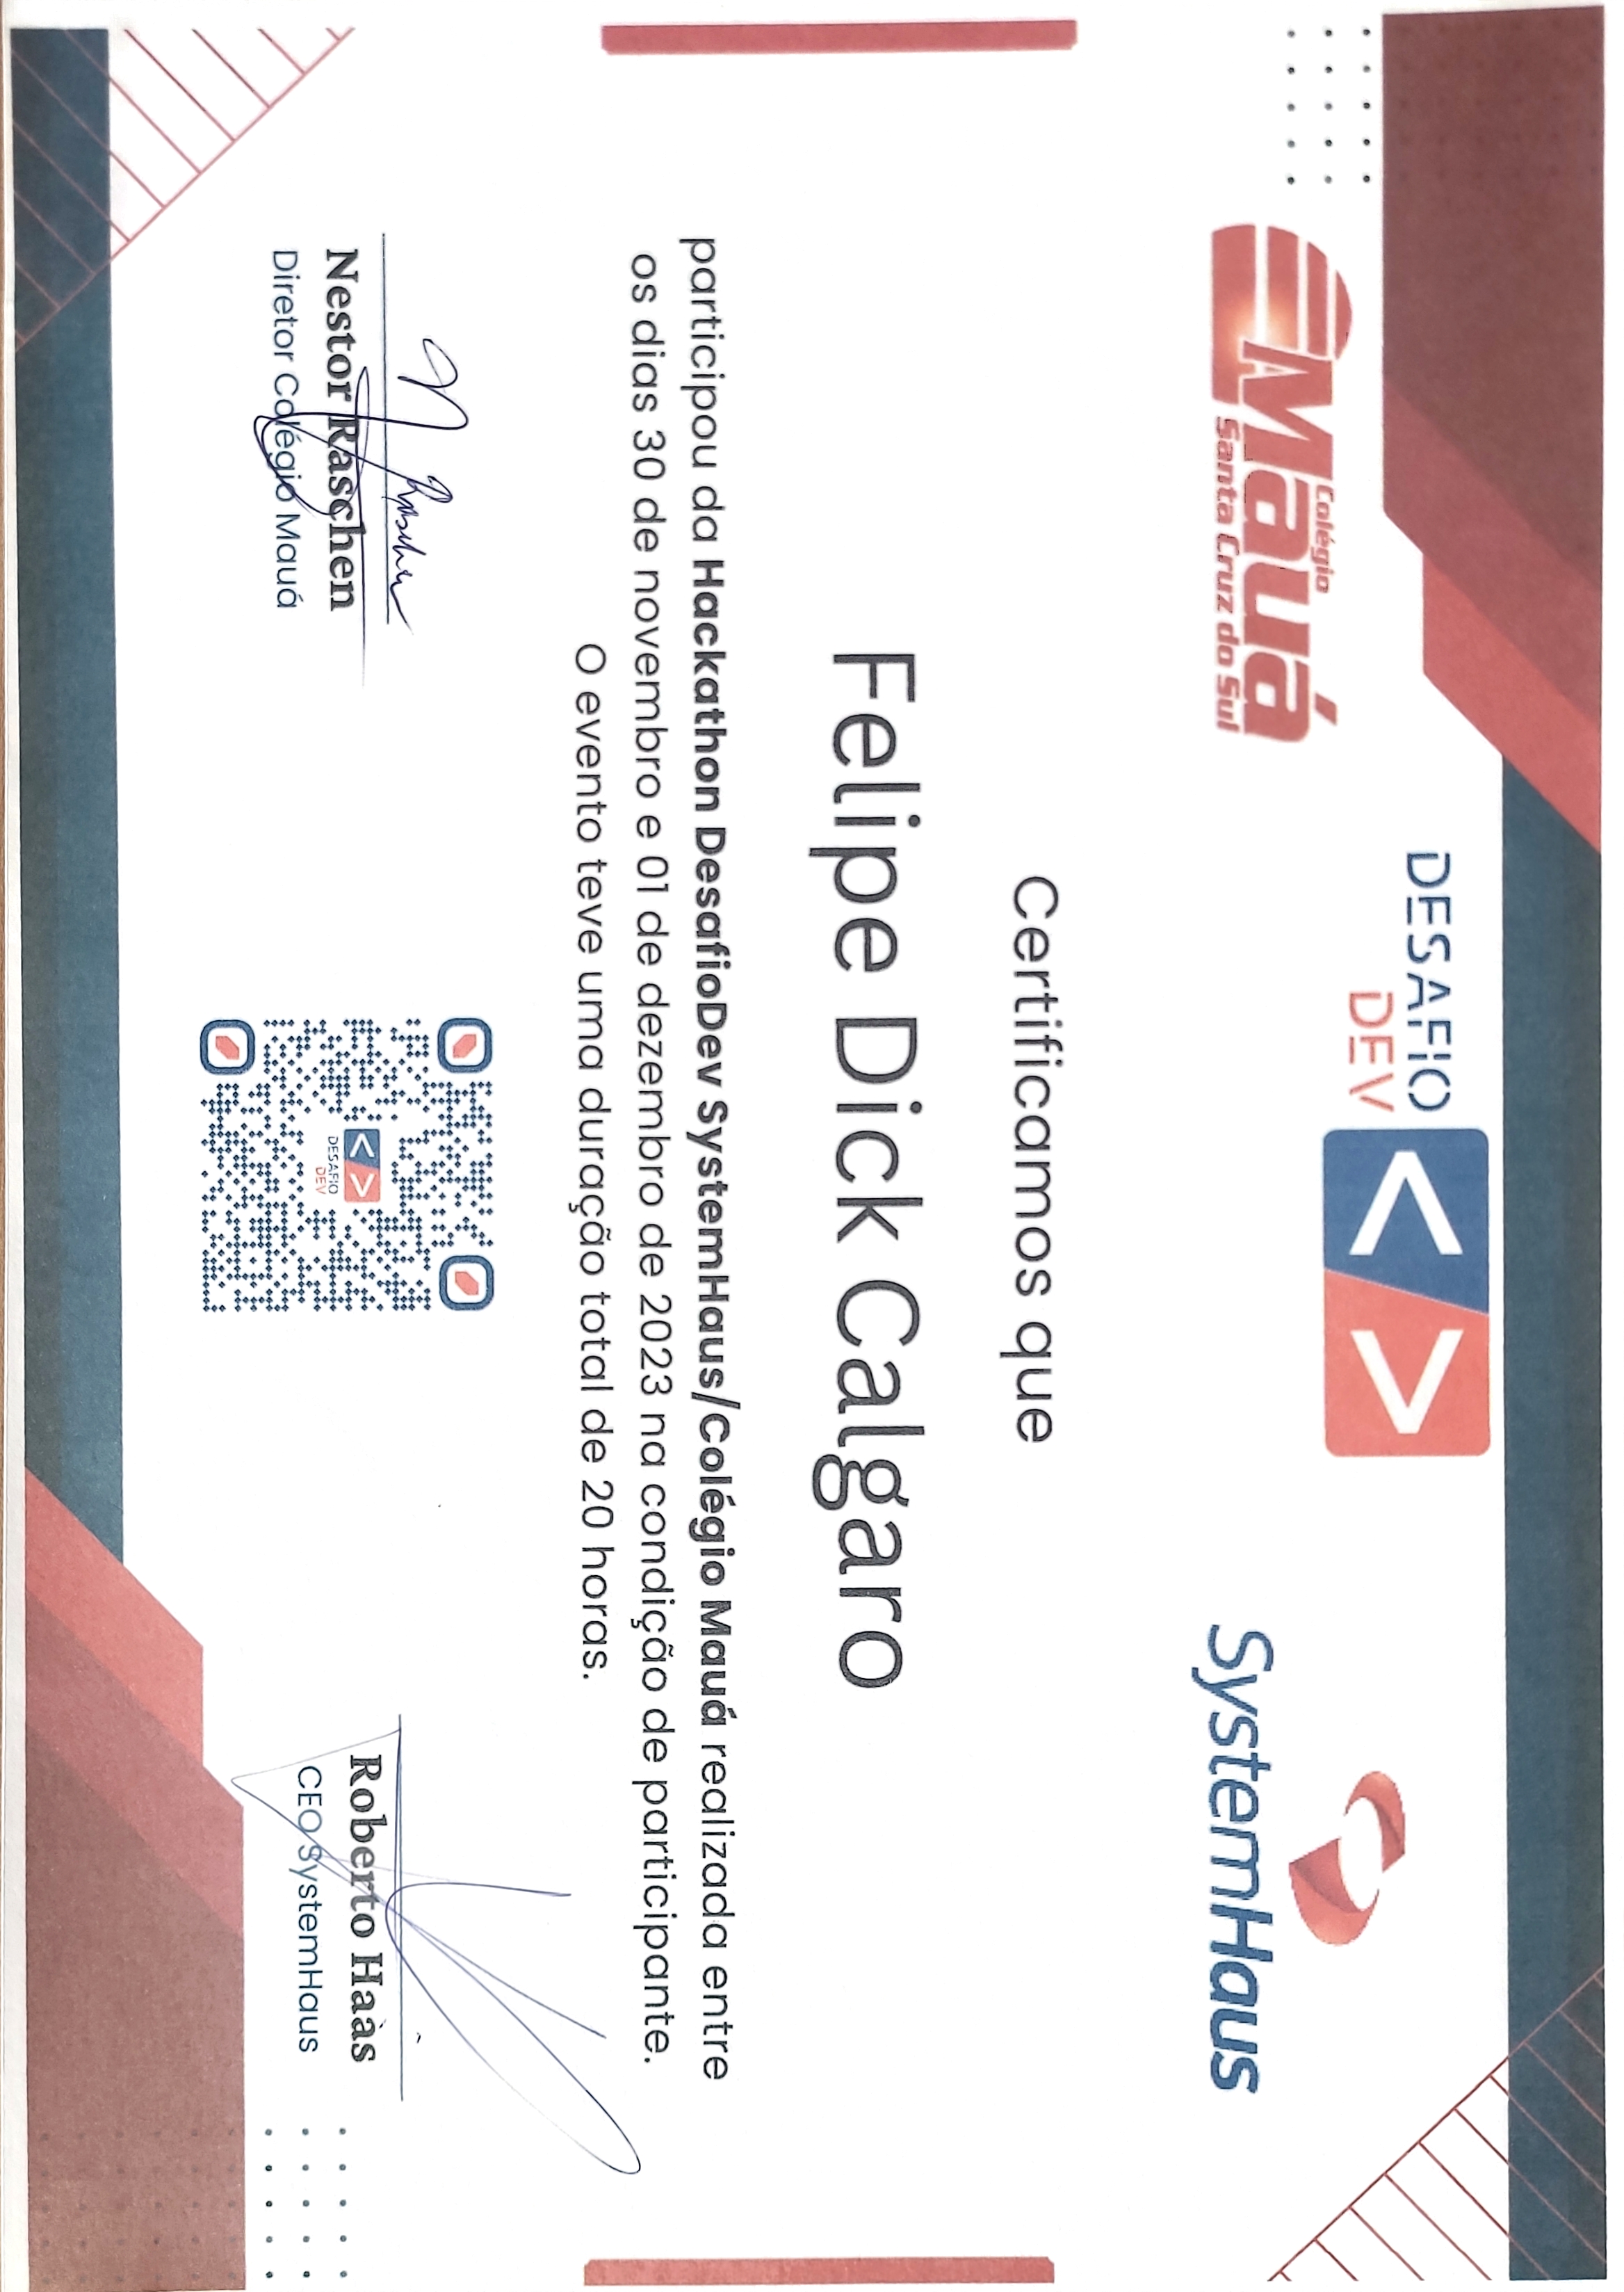 DESAFIO
DEV
Colégio
Mauá
Santa Cruz do Sul
SystemHaus
Certificamos que
Felipe Dick Calgaro
participou da Hackathon DesafioDev SystemHaus/Colégio Mauá realizada entre
os dias 30 de novembro e 01 de dezembro de 2023 na condição de participante.
O evento teve uma duração total de 20 horas.
N Raschen
Nestor Raschen
Diretor Colégio Mauá
DESAFIO
DEV
Roberto Haas
CEO SystemHaus